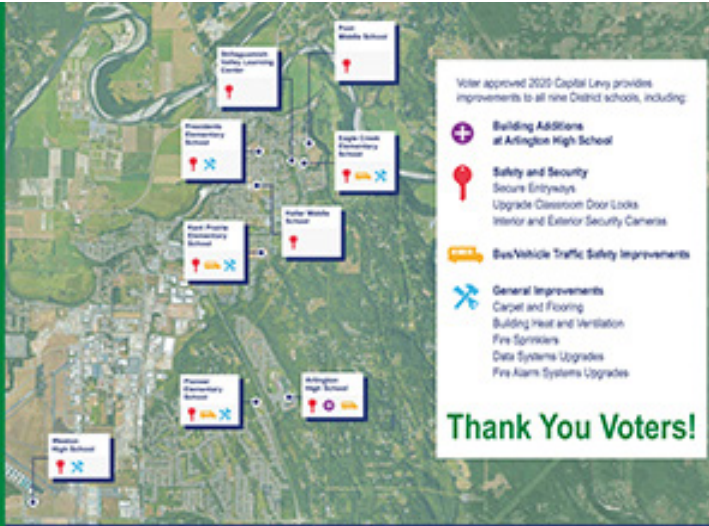 Stillaguamish
Valley Learning
Center
Post
Middle School
Presidents
Elementary
School
Eagle Creek
Elementary
School
Haller Middle
School
Kent Prairie
Elementary
School
Pioneer
Elementary
School
Arlington
High School
Weston
High School
Voter approved 2020 Capital Levy provides
improvements to all nine District schools, including:
Building Additions
at Arlington High School
Safety and Security
Secure Entryways
Upgrade Classroom Door Locks
Interior and Exterior Security Cameras
Bus/Vehicle Traffic Safety Improvements
General Improvements
Carpet and Flooring
Building Heat and Ventilation
Fire Sprinklers
Data Systems Upgrades
Fire Alarm Systems Upgrades
Thank You Voters!